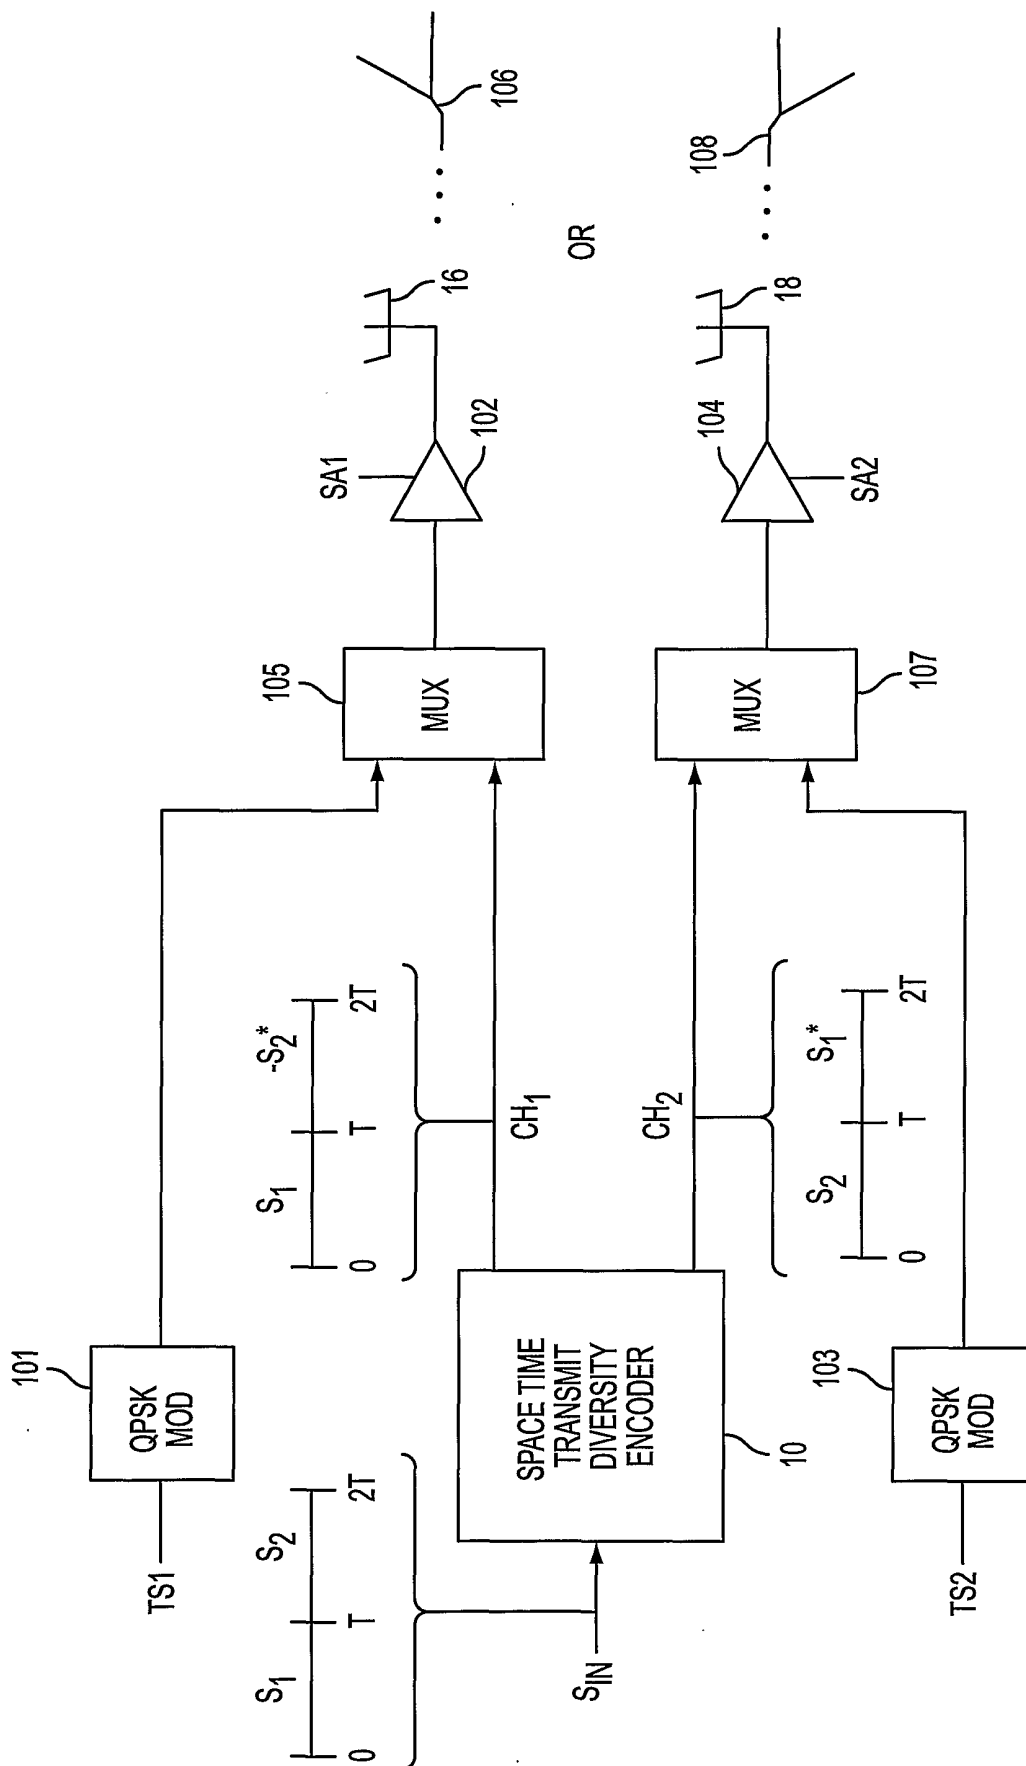 TS1
QPSK
MOD
101
S1
S2
0
T
2T
SIN
SPACE TIME
TRANSMIT
DIVERSITY
ENCODER
10
S1
-S2*
0
T
2T
CH1
CH2
S2
S1*
0
T
2T
TS2
QPSK
MOD
103
MUX
105
MUX
107
SA1
102
16
106
OR
104
SA2
18
108